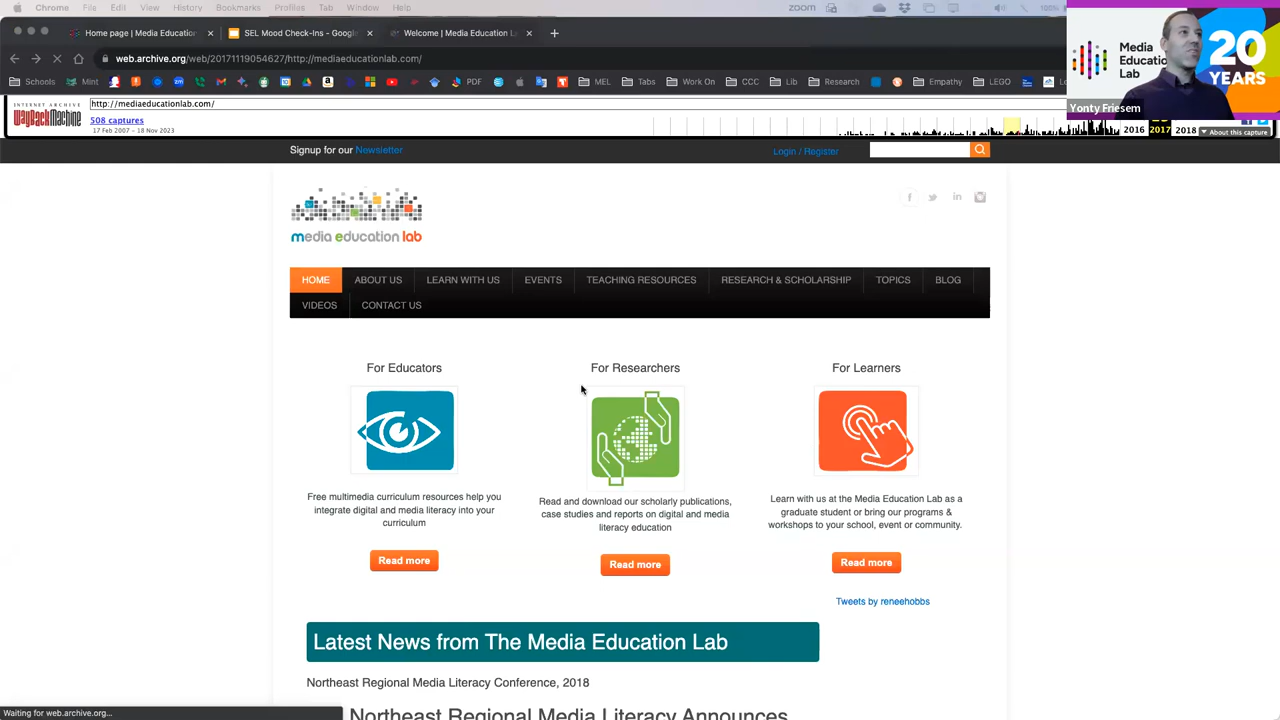 Chrome File Edit View History Bookmarks Profiles Tab Window Help
zoom
Home page | Media Education
SEL Mood Check-Ins - Google
Welcome | Media Education La
web.archive.org/web/20171119054627/http://mediaeducationlab.com/
Schools Mint PDF MEL Tabs Work On CCC Lib Research Empathy LEGO
INTERNET ARCHIVE
WayBackMachine
http://mediaeducationlab.com/
508 captures
17 Feb 2007 – 18 Nov 2023
2016 2017 2018
About this capture
Media
Education
Lab
20
YEARS
Yonty Friesem
Signup for our Newsletter
Login / Register
media education lab
HOME ABOUT US LEARN WITH US EVENTS TEACHING RESOURCES RESEARCH & SCHOLARSHIP TOPICS BLOG
VIDEOS CONTACT US
For Educators
Free multimedia curriculum resources help you
integrate digital and media literacy into your
curriculum
Read more
For Researchers
Read and download our scholarly publications,
case studies and reports on digital and media
literacy education
Read more
For Learners
Learn with us at the Media Education Lab as a
graduate student or bring our programs &
workshops to your school, event or community.
Read more
Tweets by reneehobbs
Latest News from The Media Education Lab
Northeast Regional Media Literacy Conference, 2018
Northeast Regional Media Literacy Announces
Waiting for web.archive.org...